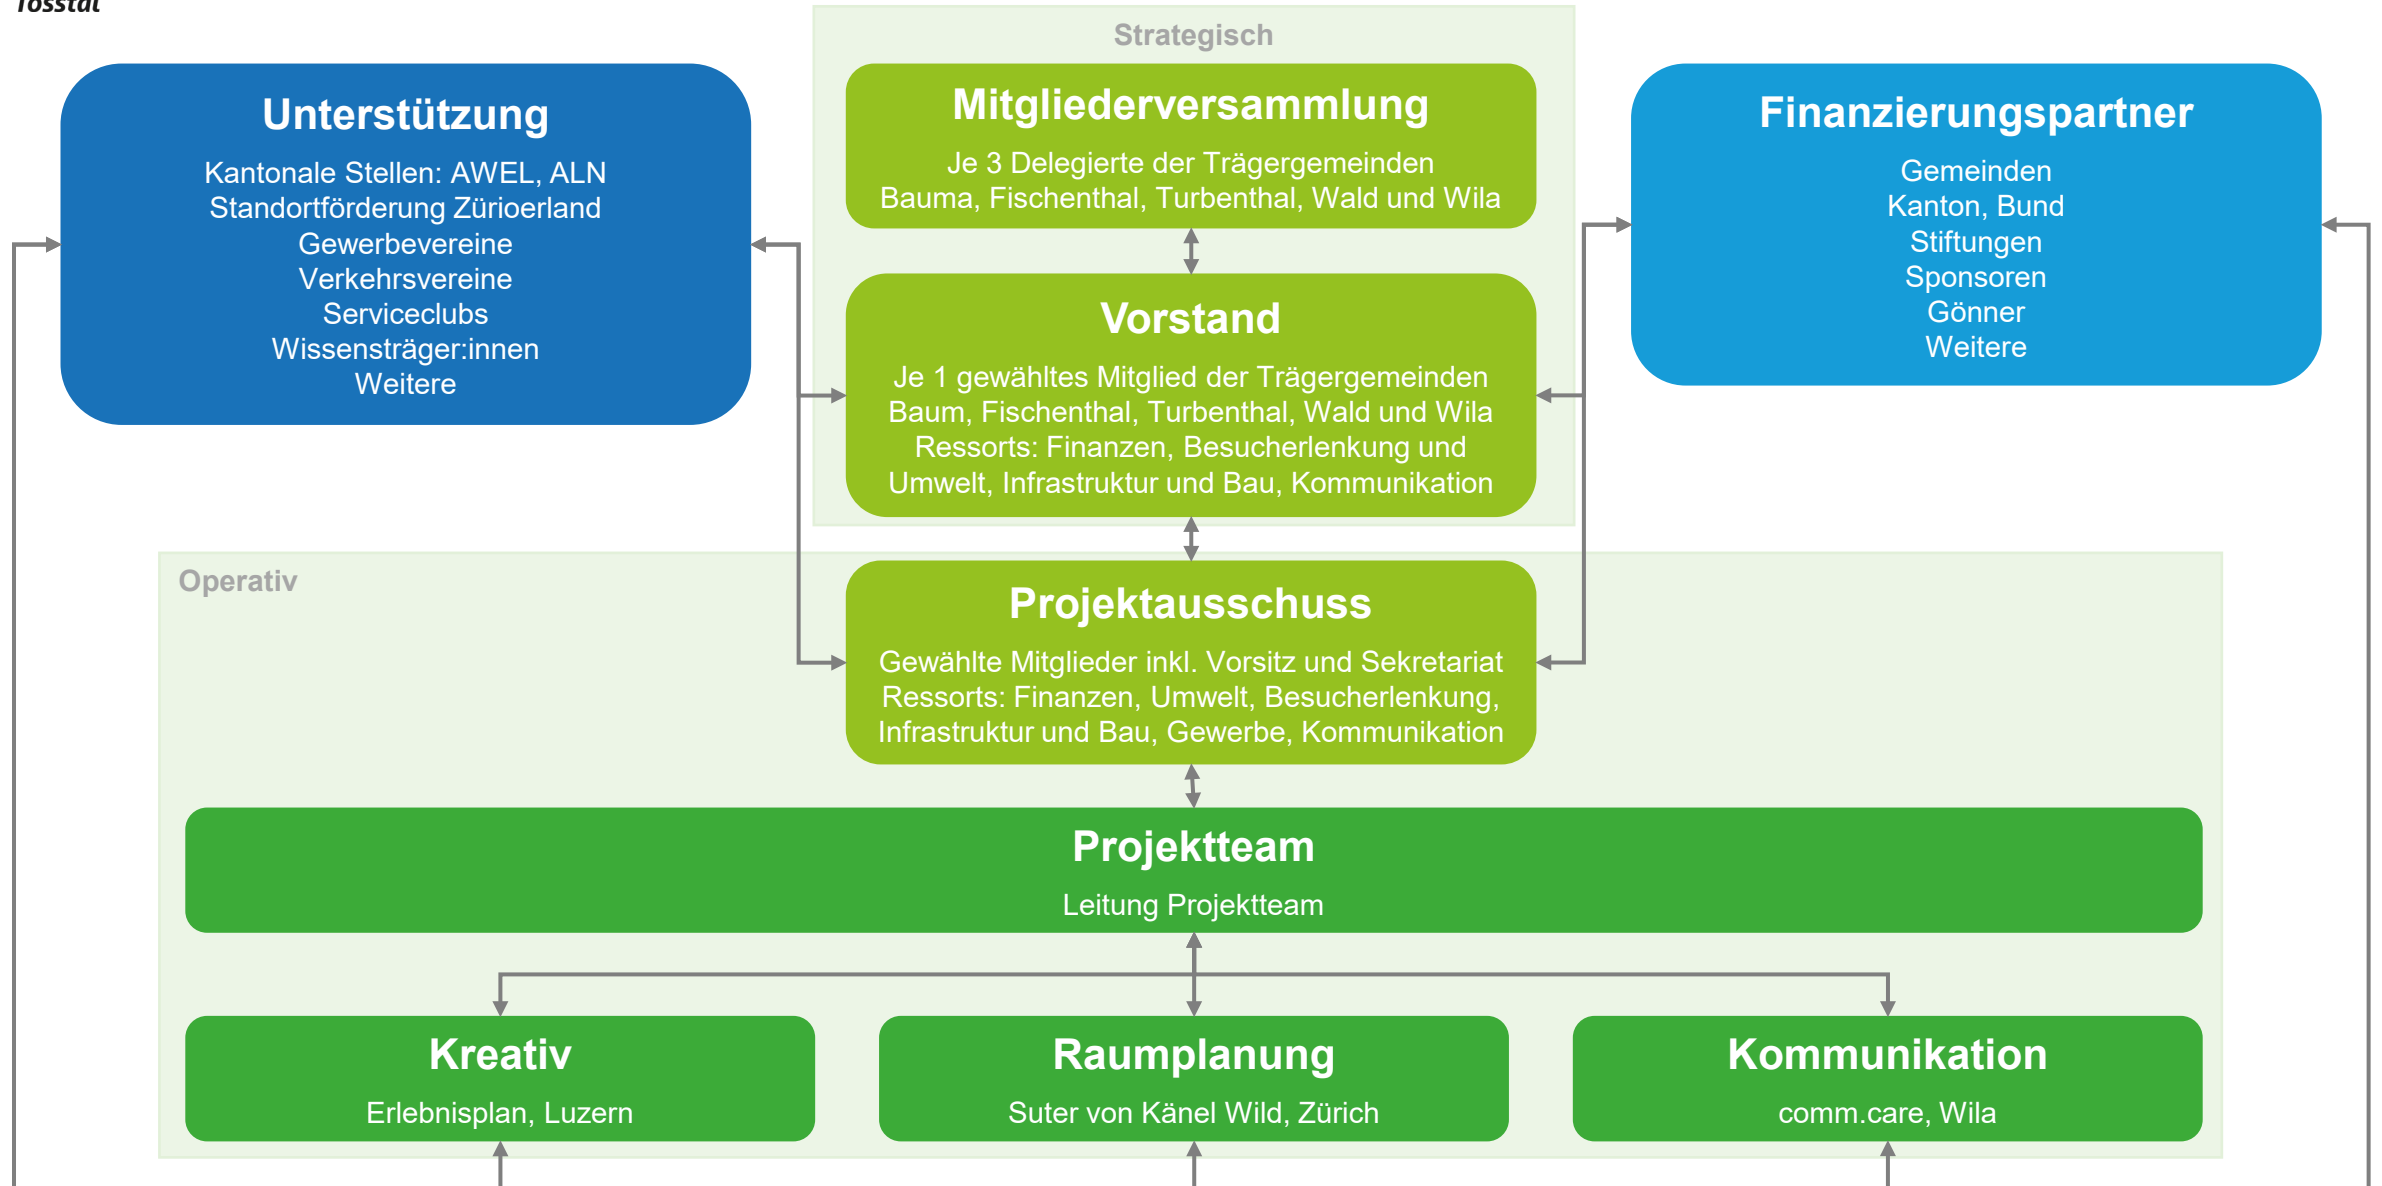 Tösstal
Strategisch
Unterstützung
Kantonale Stellen: AWEL, ALN
Standortförderung Zürioerland
Gewerbevereine
Verkehrsvereine
Serviceclubs
Wissensträger:innen
Weitere
Mitgliederversammlung
Je 3 Delegierte der Trägergemeinden
Bauma, Fischenthal, Turbenthal, Wald und Wila
Finanzierungspartner
Gemeinden
Kanton, Bund
Stiftungen
Sponsoren
Gönner
Weitere
Vorstand
Je 1 gewähltes Mitglied der Trägergemeinden
Baum, Fischenthal, Turbenthal, Wald und Wila
Ressorts: Finanzen, Besucherlenkung und
Umwelt, Infrastruktur und Bau, Kommunikation
Operativ
Projektausschuss
Gewählte Mitglieder inkl. Vorsitz und Sekretariat
Ressorts: Finanzen, Umwelt, Besucherlenkung,
Infrastruktur und Bau, Gewerbe, Kommunikation
Projektteam
Leitung Projektteam
Kreativ
Erlebnisplan, Luzern
Raumplanung
Suter von Känel Wild, Zürich
Kommunikation
comm.care, Wila